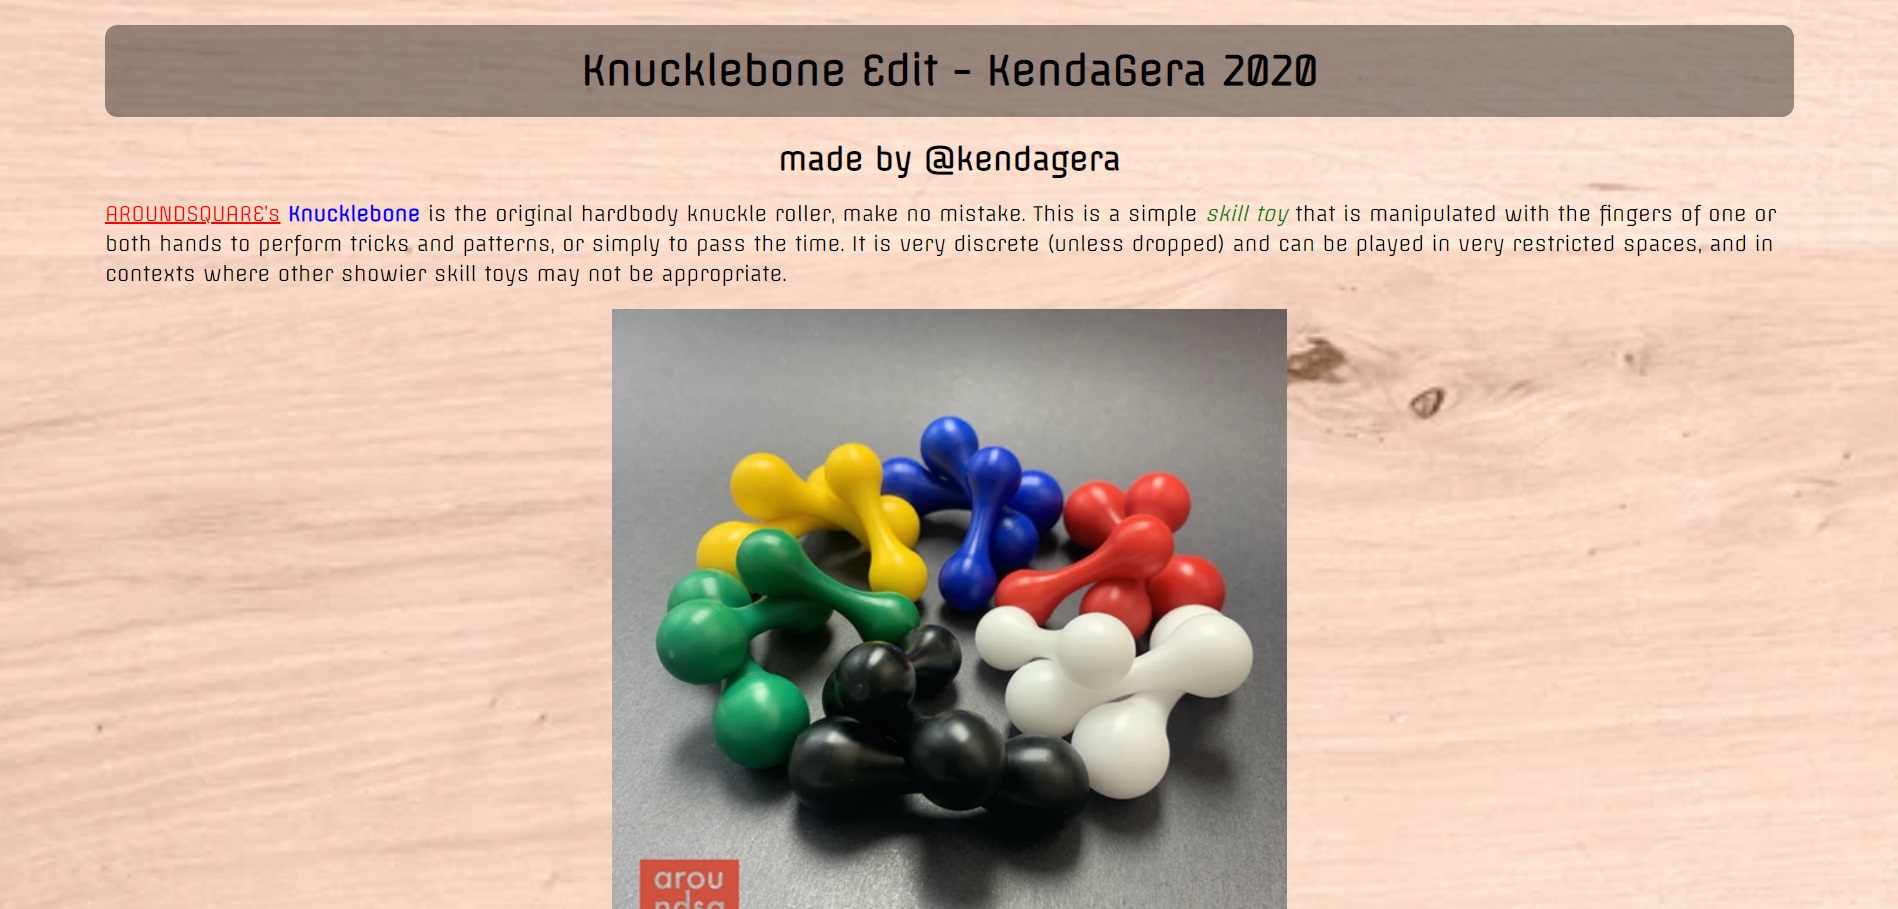 Knucklebone Edit - KendaGera 2020
made by @kendagera
AROUNDSQUARE's Knucklebone is the original hardbody knuckle roller, make no mistake. This is a simple skill toy that is manipulated with the fingers of one or
both hands to perform tricks and patterns, or simply to pass the time. It is very discrete (unless dropped) and can be played in very restricted spaces, and in
contexts where other showier skill toys may not be appropriate.
arou
ndsq